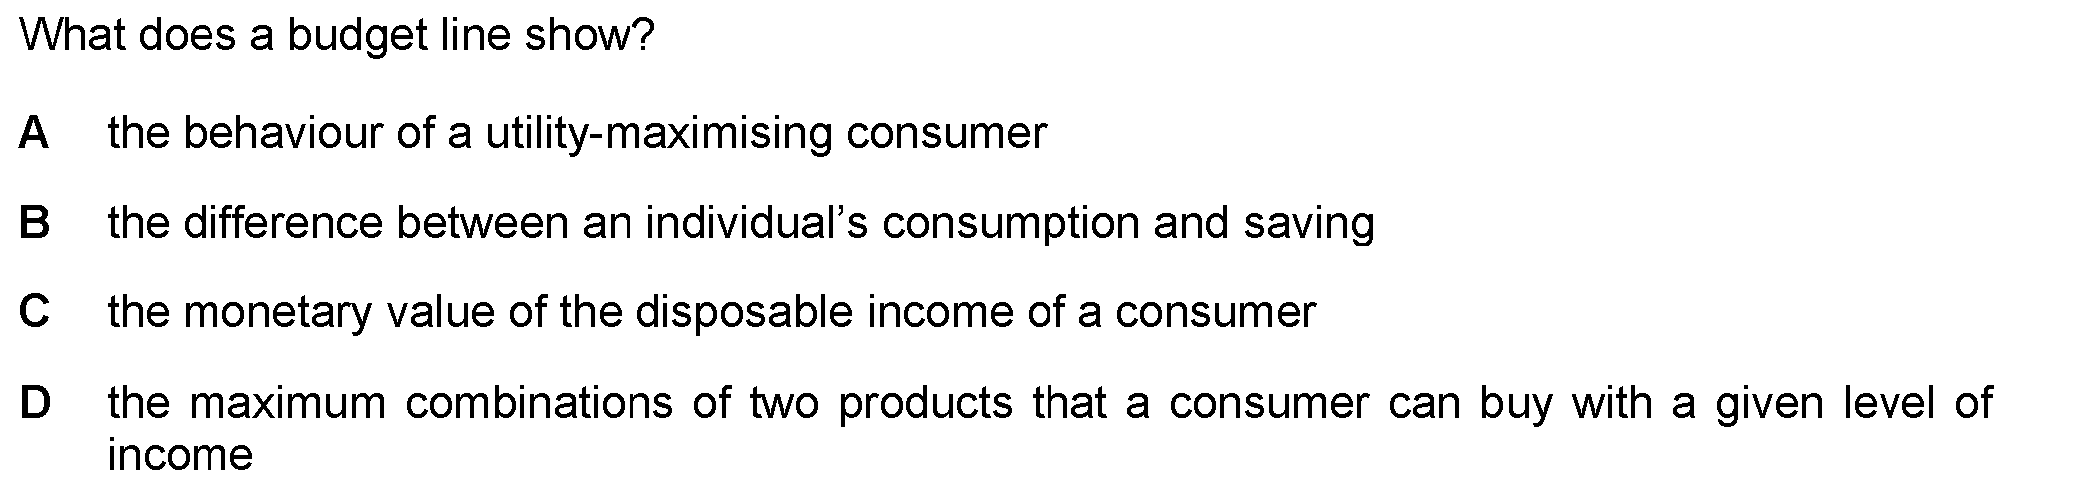 What does a budget line show?
A the behaviour of a utility-maximising consumer
B the difference between an individual’s consumption and saving
C the monetary value of the disposable income of a consumer
D the maximum combinations of two products that a consumer can buy with a given level of
income